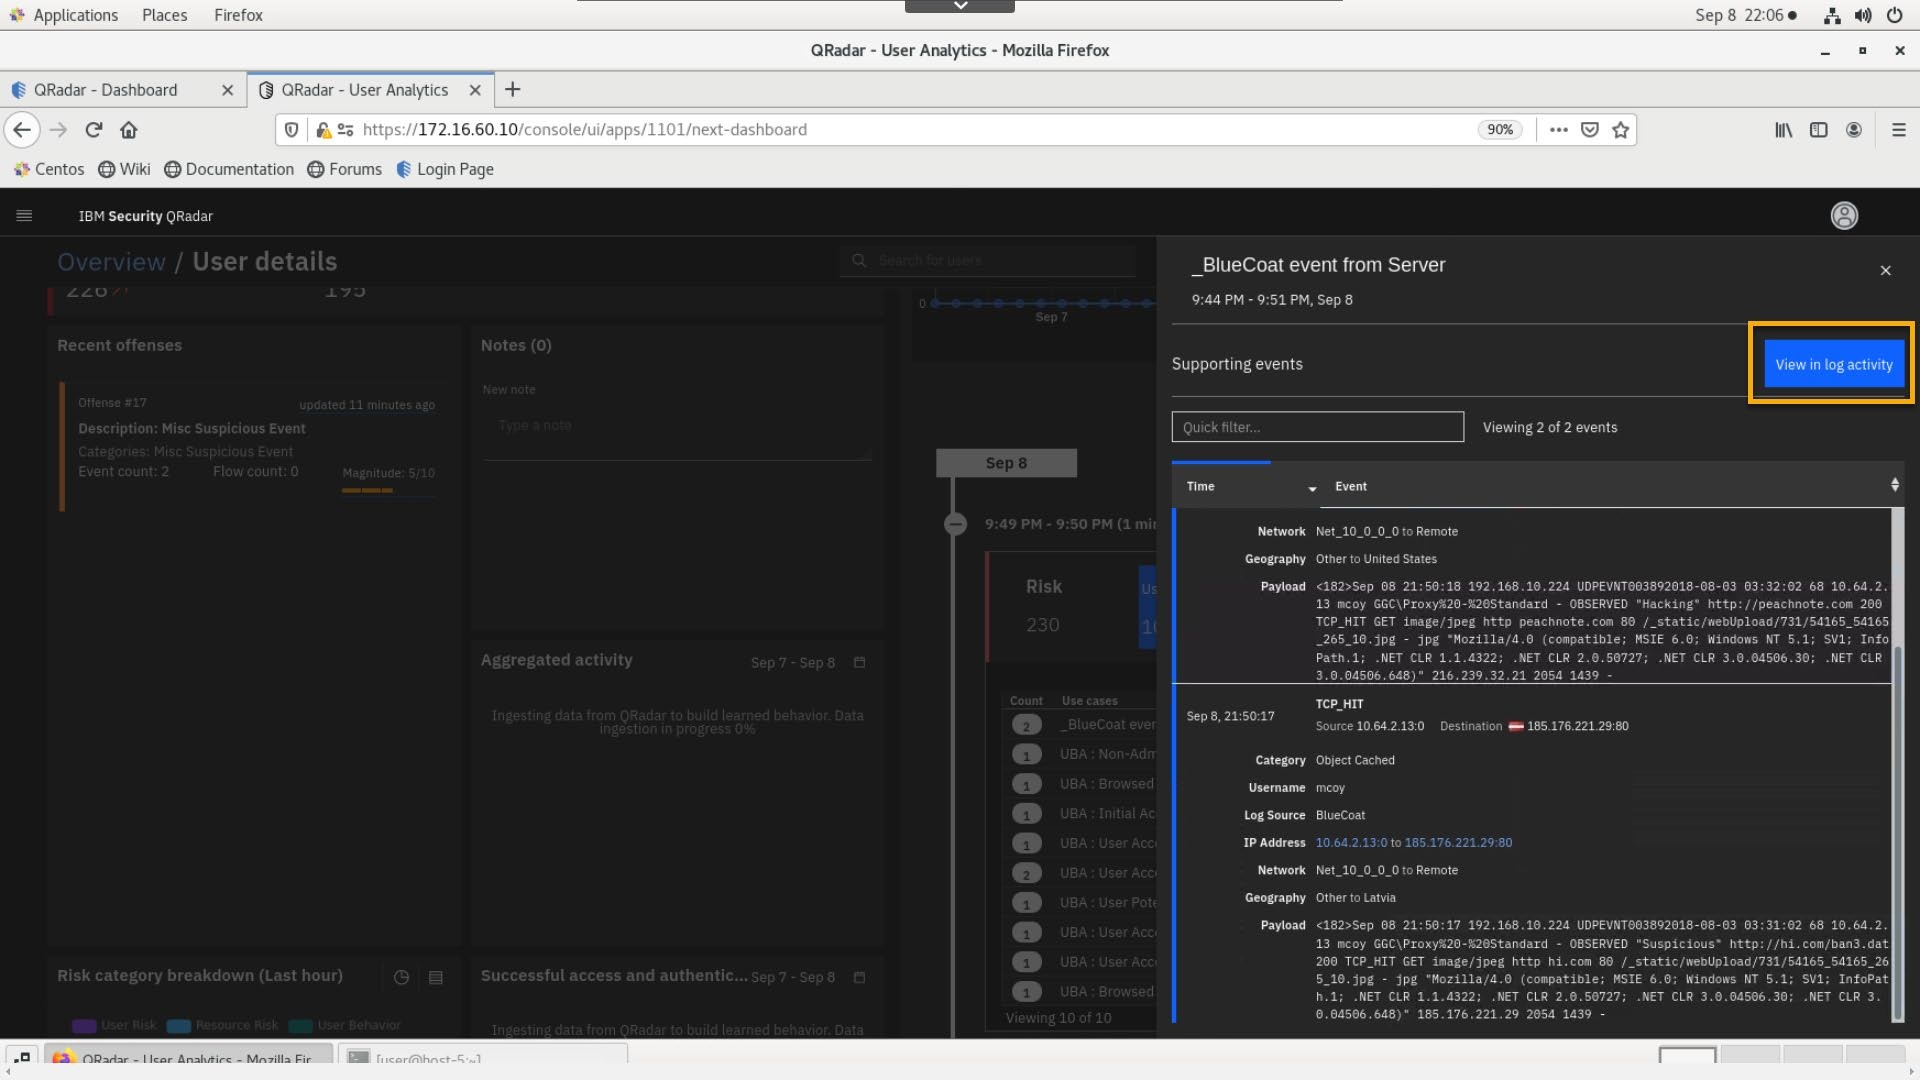 Applications Places Firefox
Sep 8 22:06
QRadar - User Analytics - Mozilla Firefox
QRadar - Dashboard
QRadar - User Analytics
https://172.16.60.10/console/ui/apps/1101/next-dashboard
90%
Centos Wiki Documentation Forums Login Page
IBM Security QRadar
Overview / User details
Search for users
226 195
0
Sep 7
Recent offenses
Offense #17
updated 11 minutes ago
Description: Misc Suspicious Event
Categories: Misc Suspicious Event
Event count: 2 Flow count: 0 Magnitude: 5/10
Notes (0)
New note
Type a note
Aggregated activity Sep 7 - Sep 8
Ingesting data from QRadar to build learned behavior. Data
ingestion in progress 0%
Risk category breakdown (Last hour)
User Risk Resource Risk User Behavior
Successful access and authentic... Sep 7 - Sep 8
Ingesting data from QRadar to build learned behavior. Data
Sep 8
9:49 PM - 9:50 PM (1 min
Risk
230
Us
10
Count Use cases
2 _BlueCoat even
1 UBA : Non-Adm
1 UBA : Browsed
1 UBA : Initial Ac
1 UBA : User Acc
2 UBA : User Acc
1 UBA : User Pote
1 UBA : User Acc
1 UBA : User Acc
1 UBA : Browsed
Viewing 10 of 10
_BlueCoat event from Server
9:44 PM - 9:51 PM, Sep 8
Supporting events
View in log activity
Quick filter...
Viewing 2 of 2 events
Time Event
Network Net_10_0_0_0 to Remote
Geography Other to United States
Payload <182>Sep 08 21:50:18 192.168.10.224 UDPEVNT003892018-08-03 03:32:02 68 10.64.2.
13 mcoy GGC\Proxy%20-%20Standard - OBSERVED "Hacking" http://peachnote.com 200
TCP_HIT GET image/jpeg http peachnote.com 80 /_static/webUpload/731/54165_54165
_265_10.jpg - jpg "Mozilla/4.0 (compatible; MSIE 6.0; Windows NT 5.1; SV1; Info
Path.1; .NET CLR 1.1.4322; .NET CLR 2.0.50727; .NET CLR 3.0.04506.30; .NET CLR
3.0.04506.648)" 216.239.32.21 2054 1439 -
Sep 8, 21:50:17
TCP_HIT
Source 10.64.2.13:0 Destination 185.176.221.29:80
Category Object Cached
Username mcoy
Log Source BlueCoat
IP Address 10.64.2.13:0 to 185.176.221.29:80
Network Net_10_0_0_0 to Remote
Geography Other to Latvia
Payload <182>Sep 08 21:50:17 192.168.10.224 UDPEVNT003892018-08-03 03:31:02 68 10.64.2.
13 mcoy GGC\Proxy%20-%20Standard - OBSERVED "Suspicious" http://hi.com/ban3.dat
200 TCP_HIT GET image/jpeg http hi.com 80 /_static/webUpload/731/54165_54165_26
5_10.jpg - jpg "Mozilla/4.0 (compatible; MSIE 6.0; Windows NT 5.1; SV1; InfoPat
h.1; .NET CLR 1.1.4322; .NET CLR 2.0.50727; .NET CLR 3.0.04506.30; .NET CLR 3.
0.04506.648)" 185.176.221.29 2054 1439 -
QRadar - User Analytics - Mozilla Fir...
[user@host-5:~]